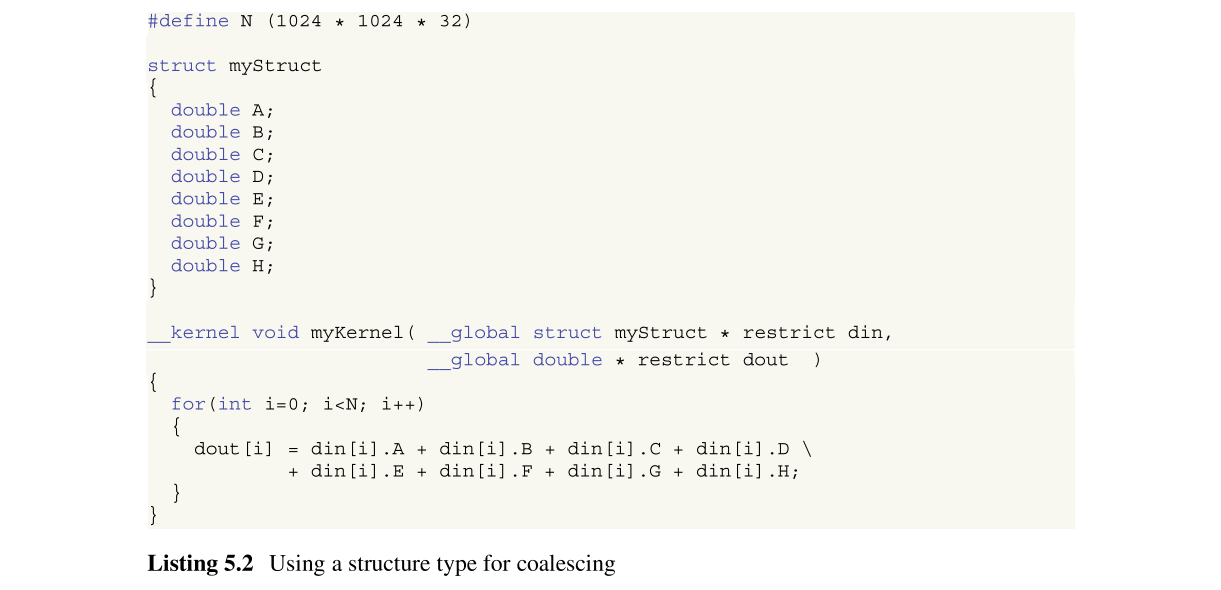 #define N (1024 * 1024 * 32)
struct myStruct
{
  double A;
  double B;
  double C;
  double D;
  double E;
  double F;
  double G;
  double H;
}
__kernel void myKernel( __global struct myStruct * restrict din,
                        __global double * restrict dout  )
{
  for(int i=0; i<N; i++)
  {
    dout[i] = din[i].A + din[i].B + din[i].C + din[i].D \
            + din[i].E + din[i].F + din[i].G + din[i].H;
  }
}
Listing 5.2 Using a structure type for coalescing